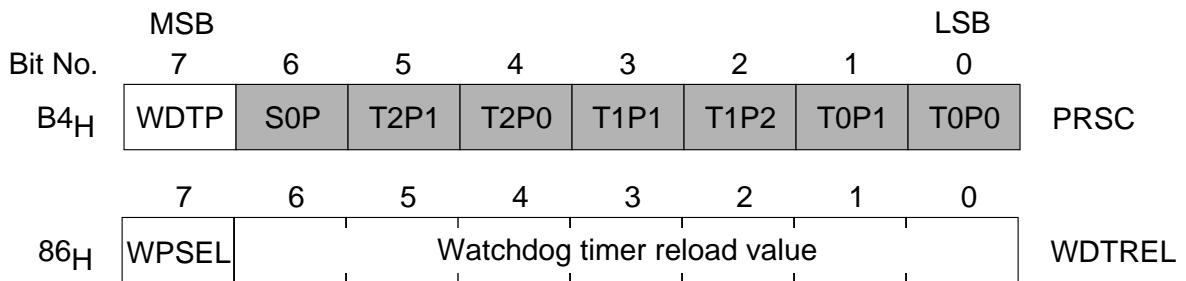 MSB LSB
Bit No. 7 6 5 4 3 2 1 0
B4H WDTP S0P T2P1 T2P0 T1P1 T1P2 T0P1 T0P0 PRSC
7 6 5 4 3 2 1 0
86H WPSEL Watchdog timer reload value WDTREL